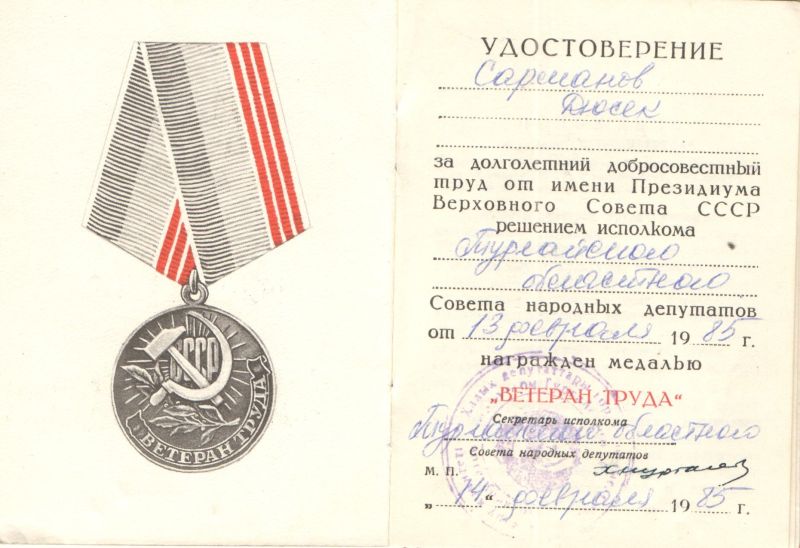 СССР
ВЕТЕРАН ТРУДА
УДОСТОВЕРЕНИЕ
Сарманов
Дюсек
за долголетний добросовестный
труд от имени Президиума
Верховного Совета СССР
решением исполкома
Тургайского
областного
Совета народных депутатов
от 13 февраля 1985 г.
награжден медалью
„ВЕТЕРАН ТРУДА“
Секретарь исполкома
Тургайского областного
Совета народных депутатов
М. П.
„14“ февраля 1985 г.